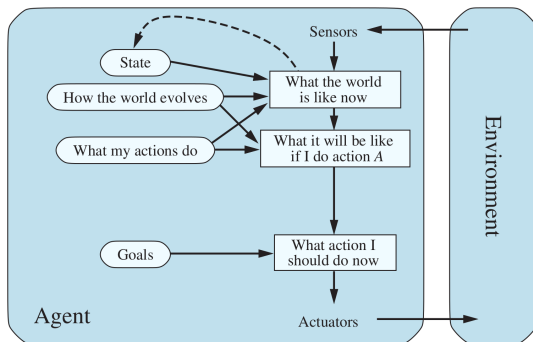 Sensors
State
What the world
is like now
How the world evolves
What it will be like
if I do action A
What my actions do
Goals
What action I
should do now
Agent
Actuators
Environment